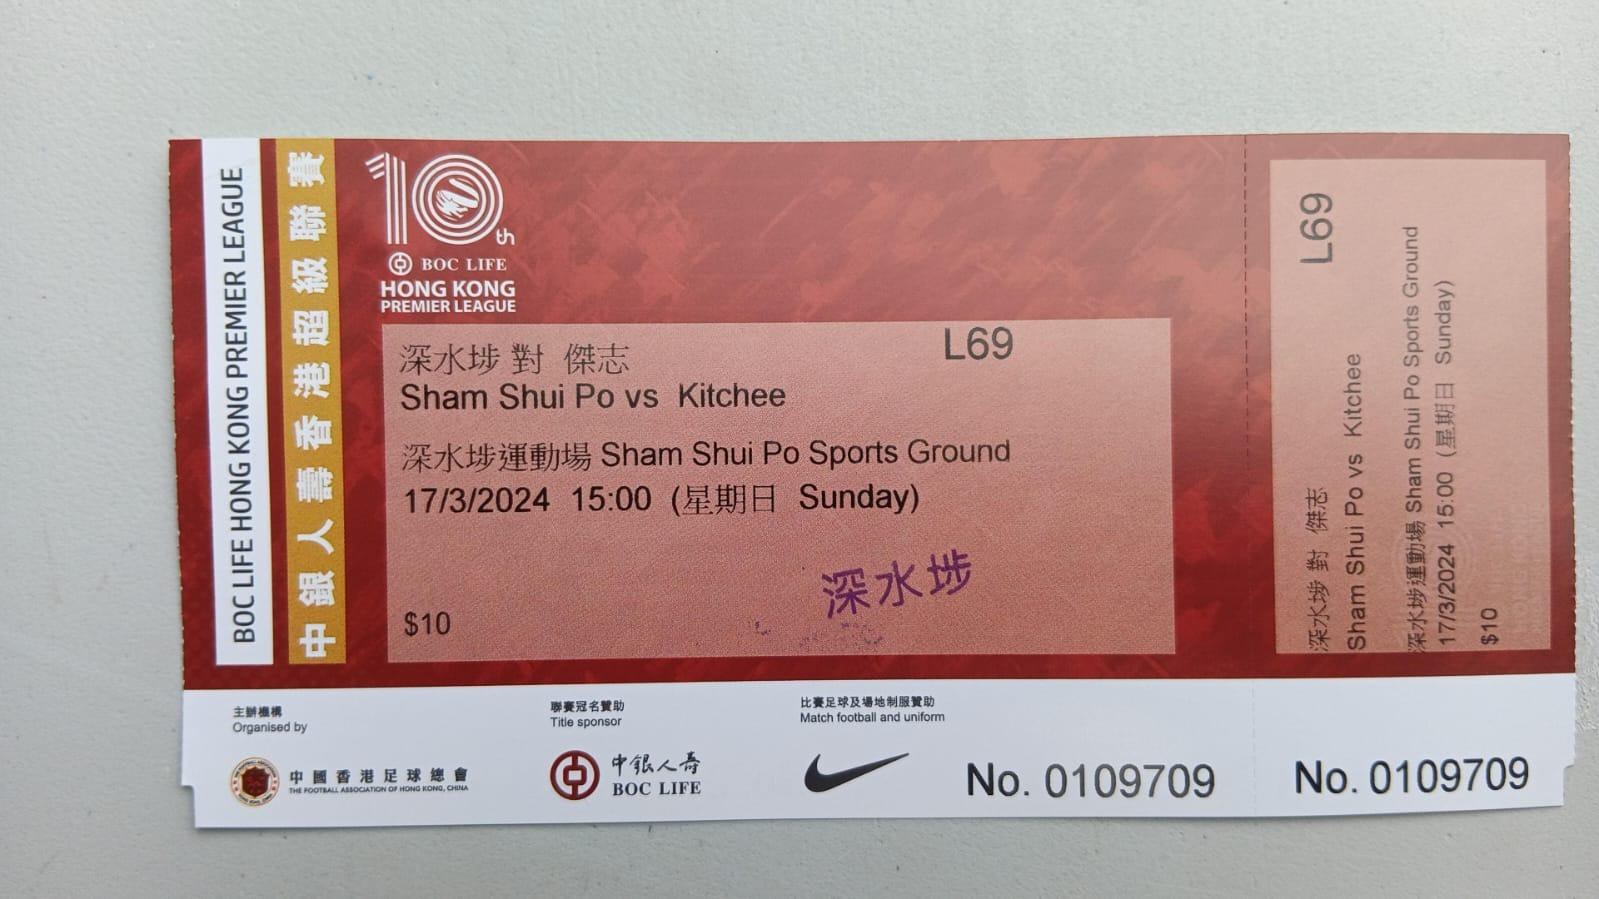 BOC LIFE HONG KONG PREMIER LEAGUE
中銀人壽香港超級聯賽
10th
BOC LIFE
HONG KONG
PREMIER LEAGUE
L69
深水埗 對 傑志
Sham Shui Po vs Kitchee
深水埗運動場 Sham Shui Po Sports Ground
17/3/2024 15:00 (星期日 Sunday)
深水埗
$10
主辦機構
Organised by
中國香港足球總會
THE FOOTBALL ASSOCIATION OF HONG KONG, CHINA
聯賽冠名贊助
Title sponsor
中銀人壽
BOC LIFE
比賽足球及場地制服贊助
Match football and uniform
No. 0109709
L69
深水埗 對 傑志
Sham Shui Po vs Kitchee
深水埗運動場 Sham Shui Po Sports Ground
17/3/2024 15:00 (星期日 Sunday)
$10
No. 0109709